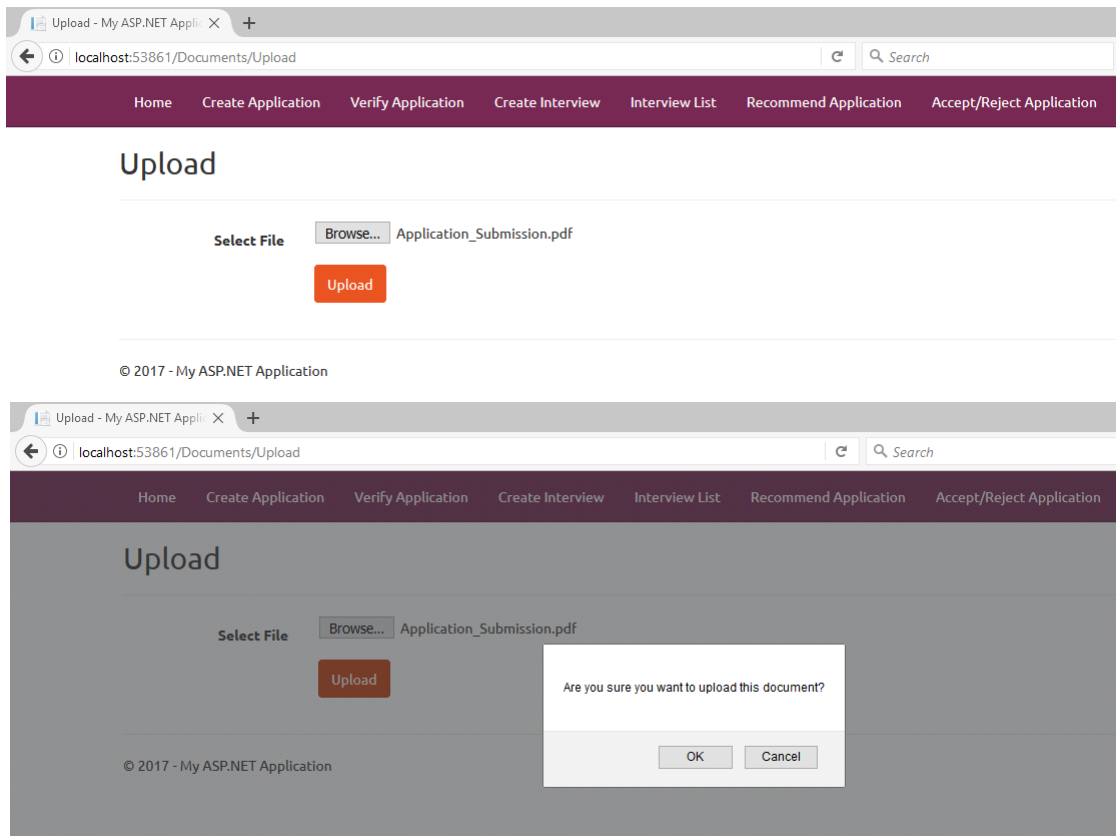 Upload - My ASP.NET Applic
localhost:53861/Documents/Upload
Search
Home Create Application Verify Application Create Interview Interview List Recommend Application Accept/Reject Application
Upload
Select File Browse... Application_Submission.pdf
Upload
© 2017 - My ASP.NET Application
Upload - My ASP.NET Applic
localhost:53861/Documents/Upload
Search
Home Create Application Verify Application Create Interview Interview List Recommend Application Accept/Reject Application
Upload
Select File Browse... Application_Submission.pdf
Upload
Are you sure you want to upload this document?
OK Cancel
© 2017 - My ASP.NET Application